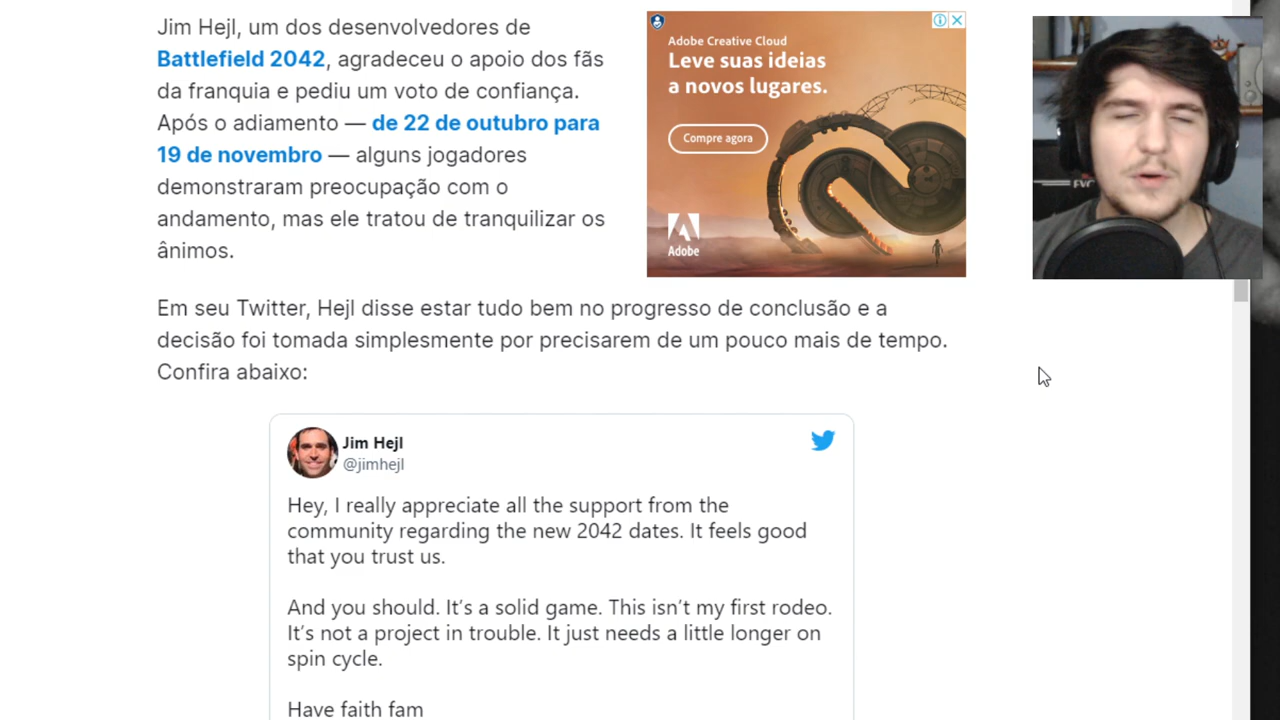 Jim Hejl, um dos desenvolvedores de
Battlefield 2042, agradeceu o apoio dos fãs
da franquia e pediu um voto de confiança.
Após o adiamento — de 22 de outubro para
19 de novembro — alguns jogadores
demonstraram preocupação com o
andamento, mas ele tratou de tranquilizar os
ânimos.
Adobe Creative Cloud
Leve suas ideias
a novos lugares.
Compre agora
Adobe
Em seu Twitter, Hejl disse estar tudo bem no progresso de conclusão e a
decisão foi tomada simplesmente por precisarem de um pouco mais de tempo.
Confira abaixo:
Jim Hejl
@jimhejl
Hey, I really appreciate all the support from the
community regarding the new 2042 dates. It feels good
that you trust us.
And you should. It’s a solid game. This isn’t my first rodeo.
It’s not a project in trouble. It just needs a little longer on
spin cycle.
Have faith fam